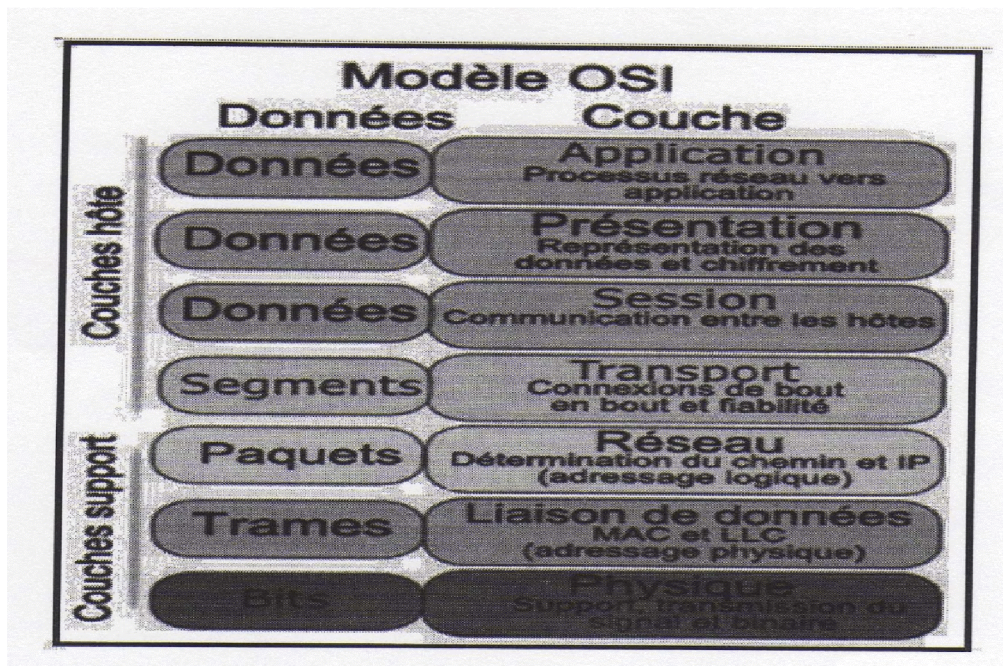 Modèle OSI
Données Couche
Couches hôte
Données
Application
Processus réseau vers
application
Données
Présentation
Représentation des
données et chiffrement
Données
Session
Communication entre les hôtes
Segments
Transport
Connexions de bout
en bout et fiabilité
Couches support
Paquets
Réseau
Détermination du chemin et IP
(adressage logique)
Trames
Liaison de données
MAC et LLC
(adressage physique)
Bits
Physique
Support, transmission du
signal et binaire